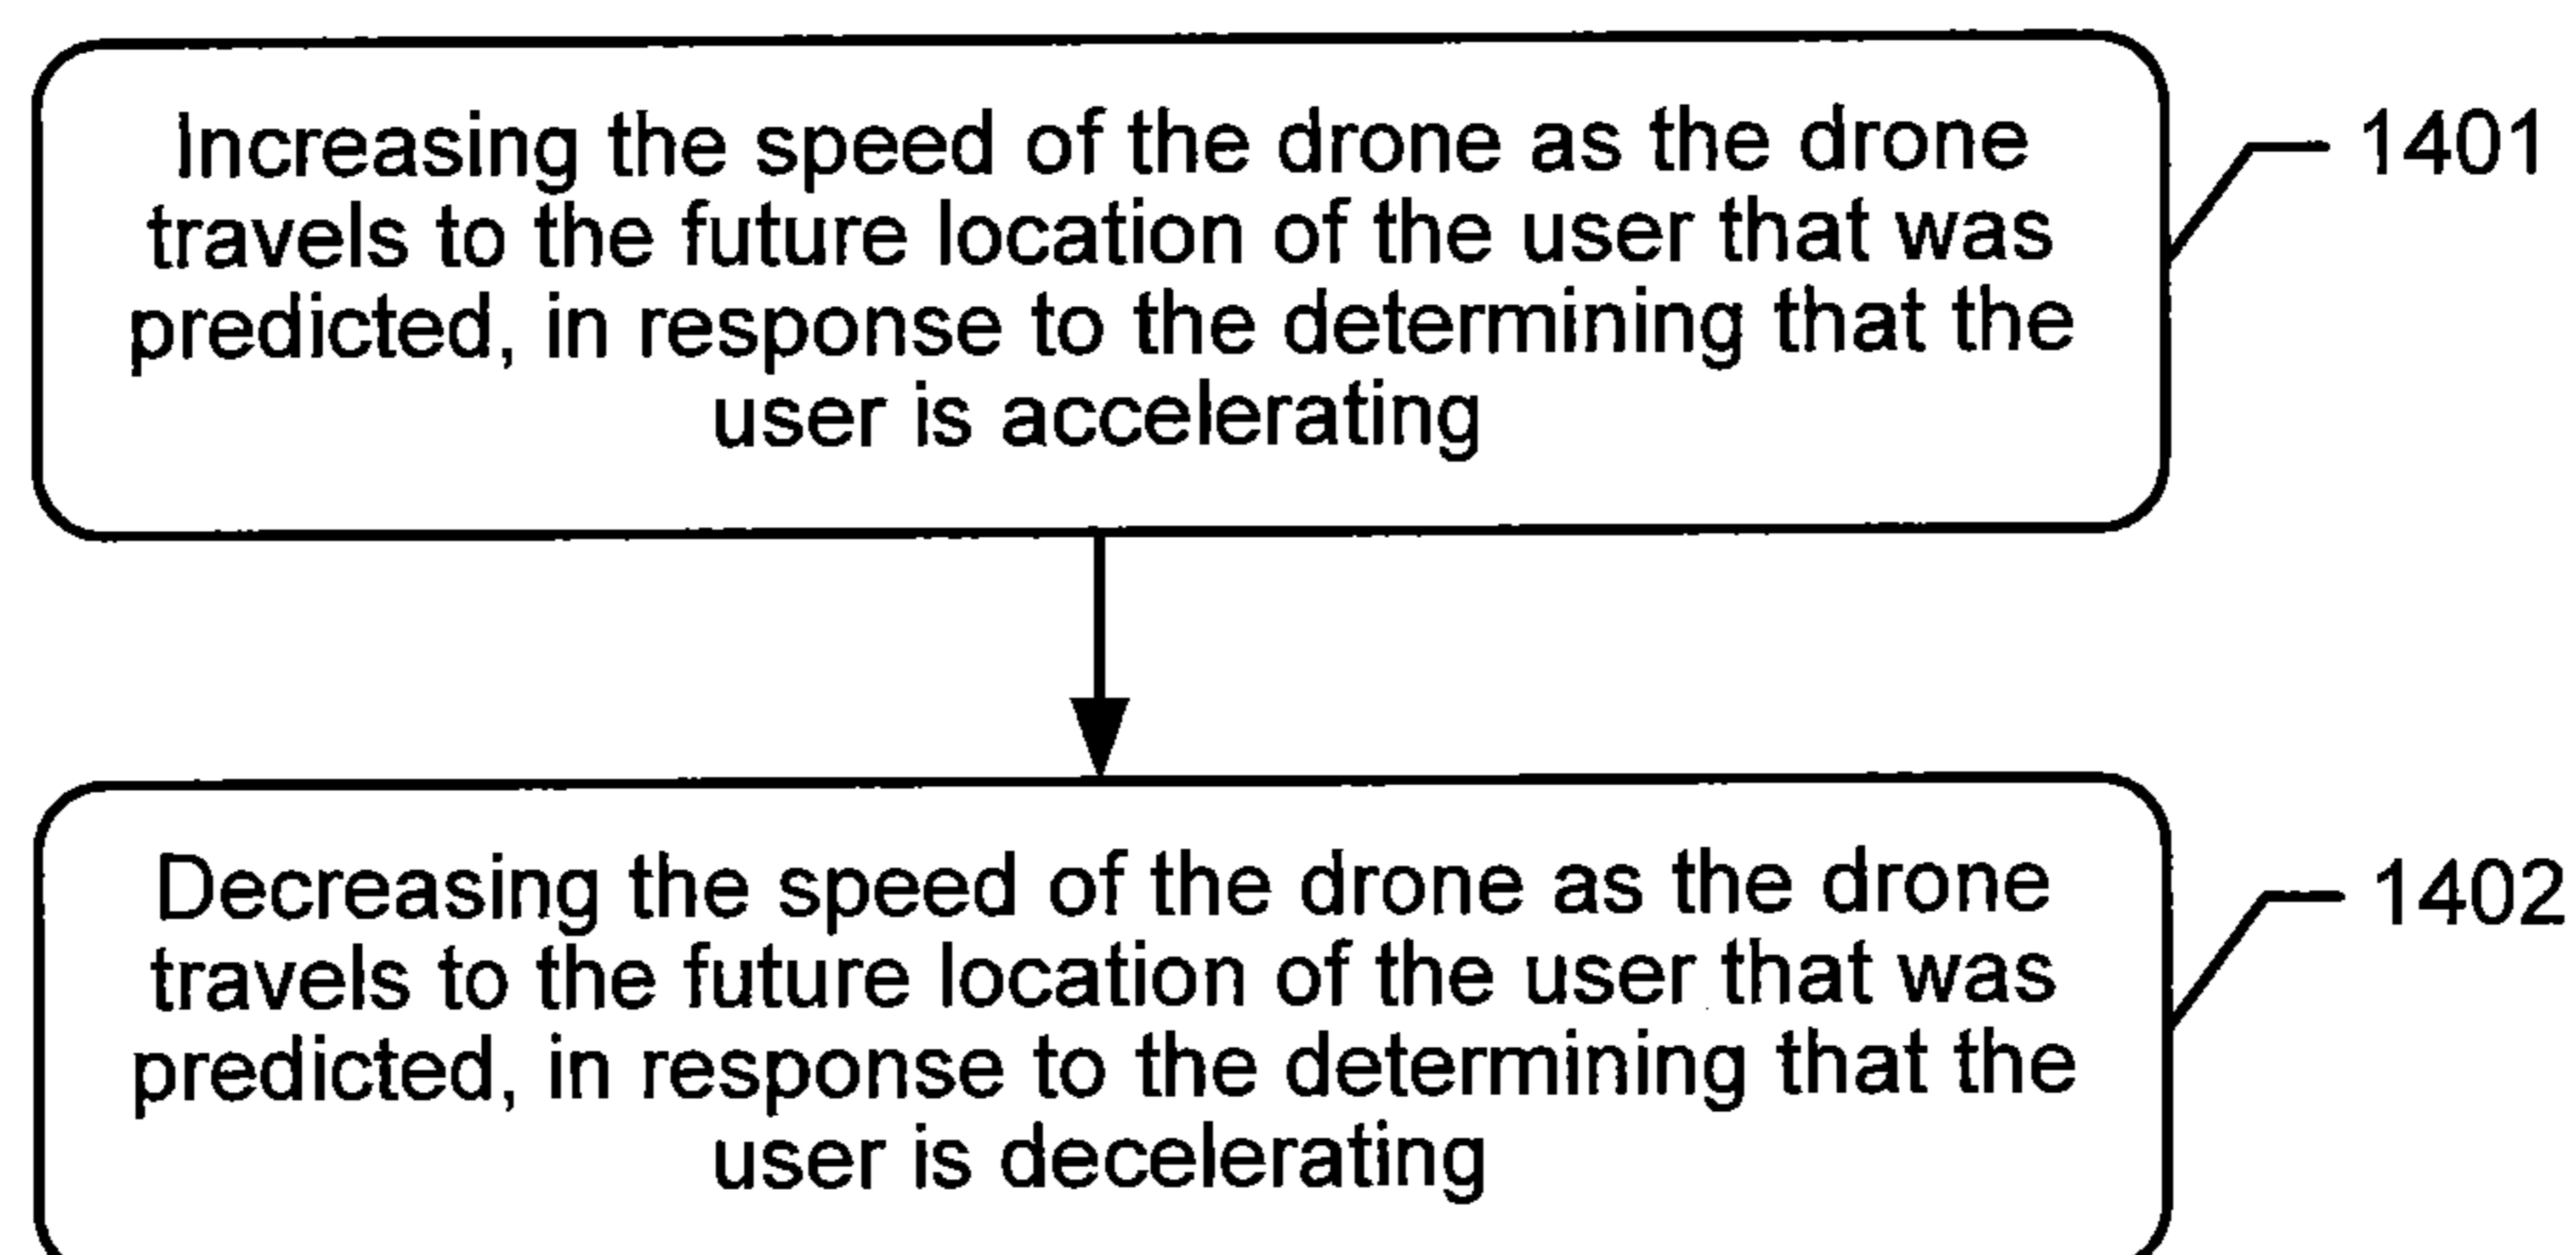 Increasing the speed of the drone as the drone
travels to the future location of the user that was
predicted, in response to the determining that the
user is accelerating
1401
Decreasing the speed of the drone as the drone
travels to the future location of the user that was
predicted, in response to the determining that the
user is decelerating
1402